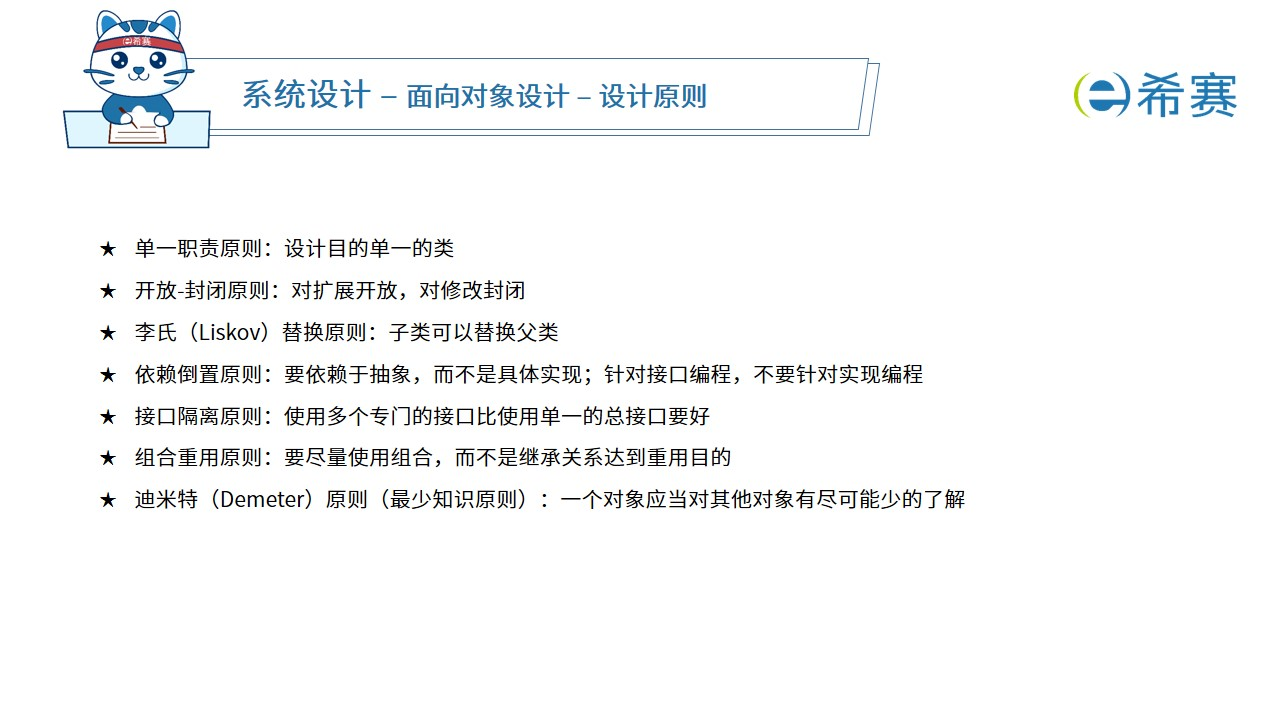 希赛
系统设计 – 面向对象设计 – 设计原则
希赛
★ 单一职责原则：设计目的单一的类
★ 开放-封闭原则：对扩展开放，对修改封闭
★ 李氏（Liskov）替换原则：子类可以替换父类
★ 依赖倒置原则：要依赖于抽象，而不是具体实现；针对接口编程，不要针对实现编程
★ 接口隔离原则：使用多个专门的接口比使用单一的总接口要好
★ 组合重用原则：要尽量使用组合，而不是继承关系达到重用目的
★ 迪米特（Demeter）原则（最少知识原则）：一个对象应当对其他对象有尽可能少的了解